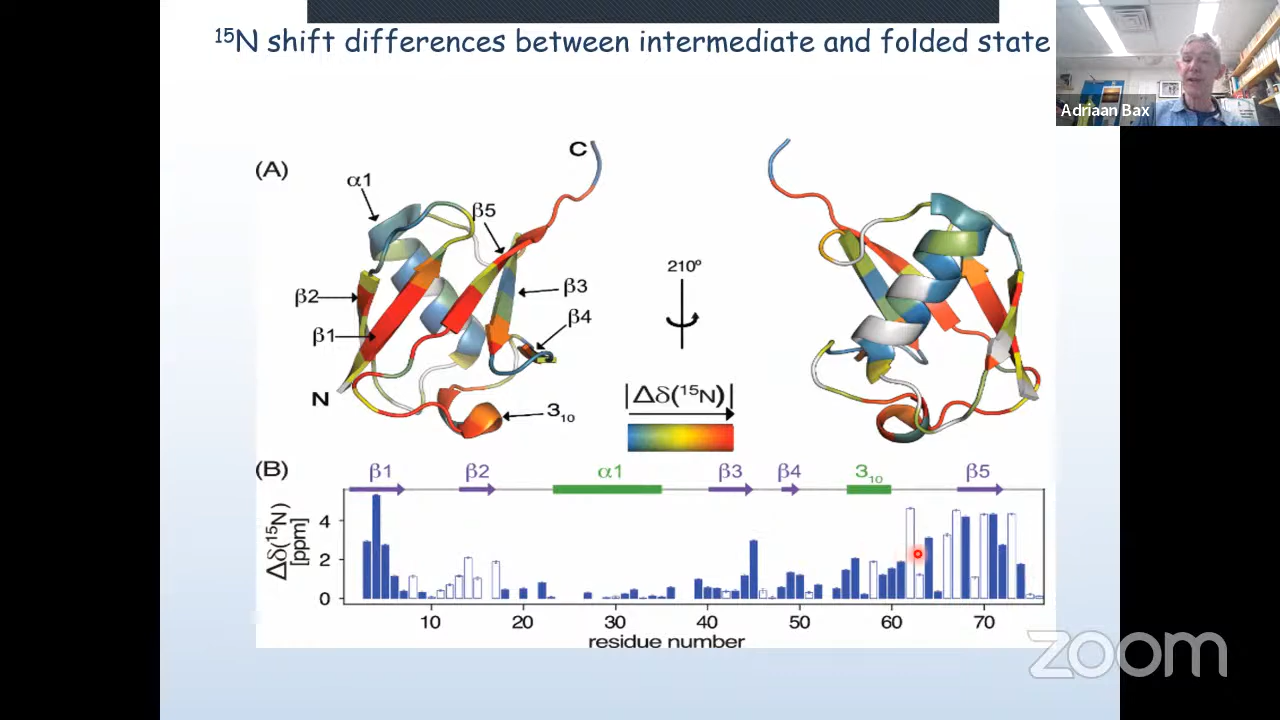 ¹⁵N shift differences between intermediate and folded state
Adriaan Bax
(A)
C
α1
β5
β2
β3
β1
β4
N
3₁₀
210º
|Δδ(¹⁵N)|
(B)
β1 β2 α1 β3 β4 3₁₀ β5
Δδ(¹⁵N)
[ppm]
4
2
0
10 20 30 40 50 60 70
residue number
zoom